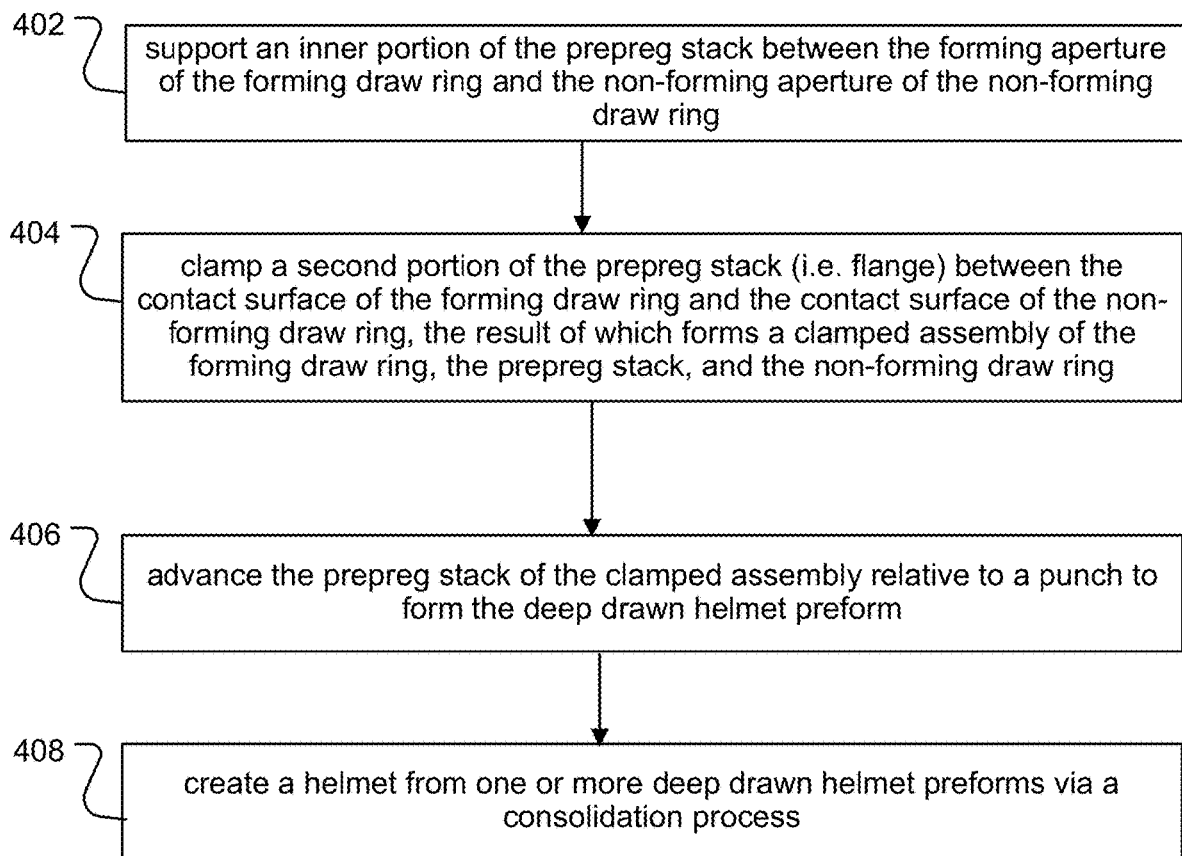 402
support an inner portion of the prepreg stack between the forming aperture
of the forming draw ring and the non-forming aperture of the non-forming
draw ring
404
clamp a second portion of the prepreg stack (i.e. flange) between the
contact surface of the forming draw ring and the contact surface of the non-
forming draw ring, the result of which forms a clamped assembly of the
forming draw ring, the prepreg stack, and the non-forming draw ring
406
advance the prepreg stack of the clamped assembly relative to a punch to
form the deep drawn helmet preform
408
create a helmet from one or more deep drawn helmet preforms via a
consolidation process